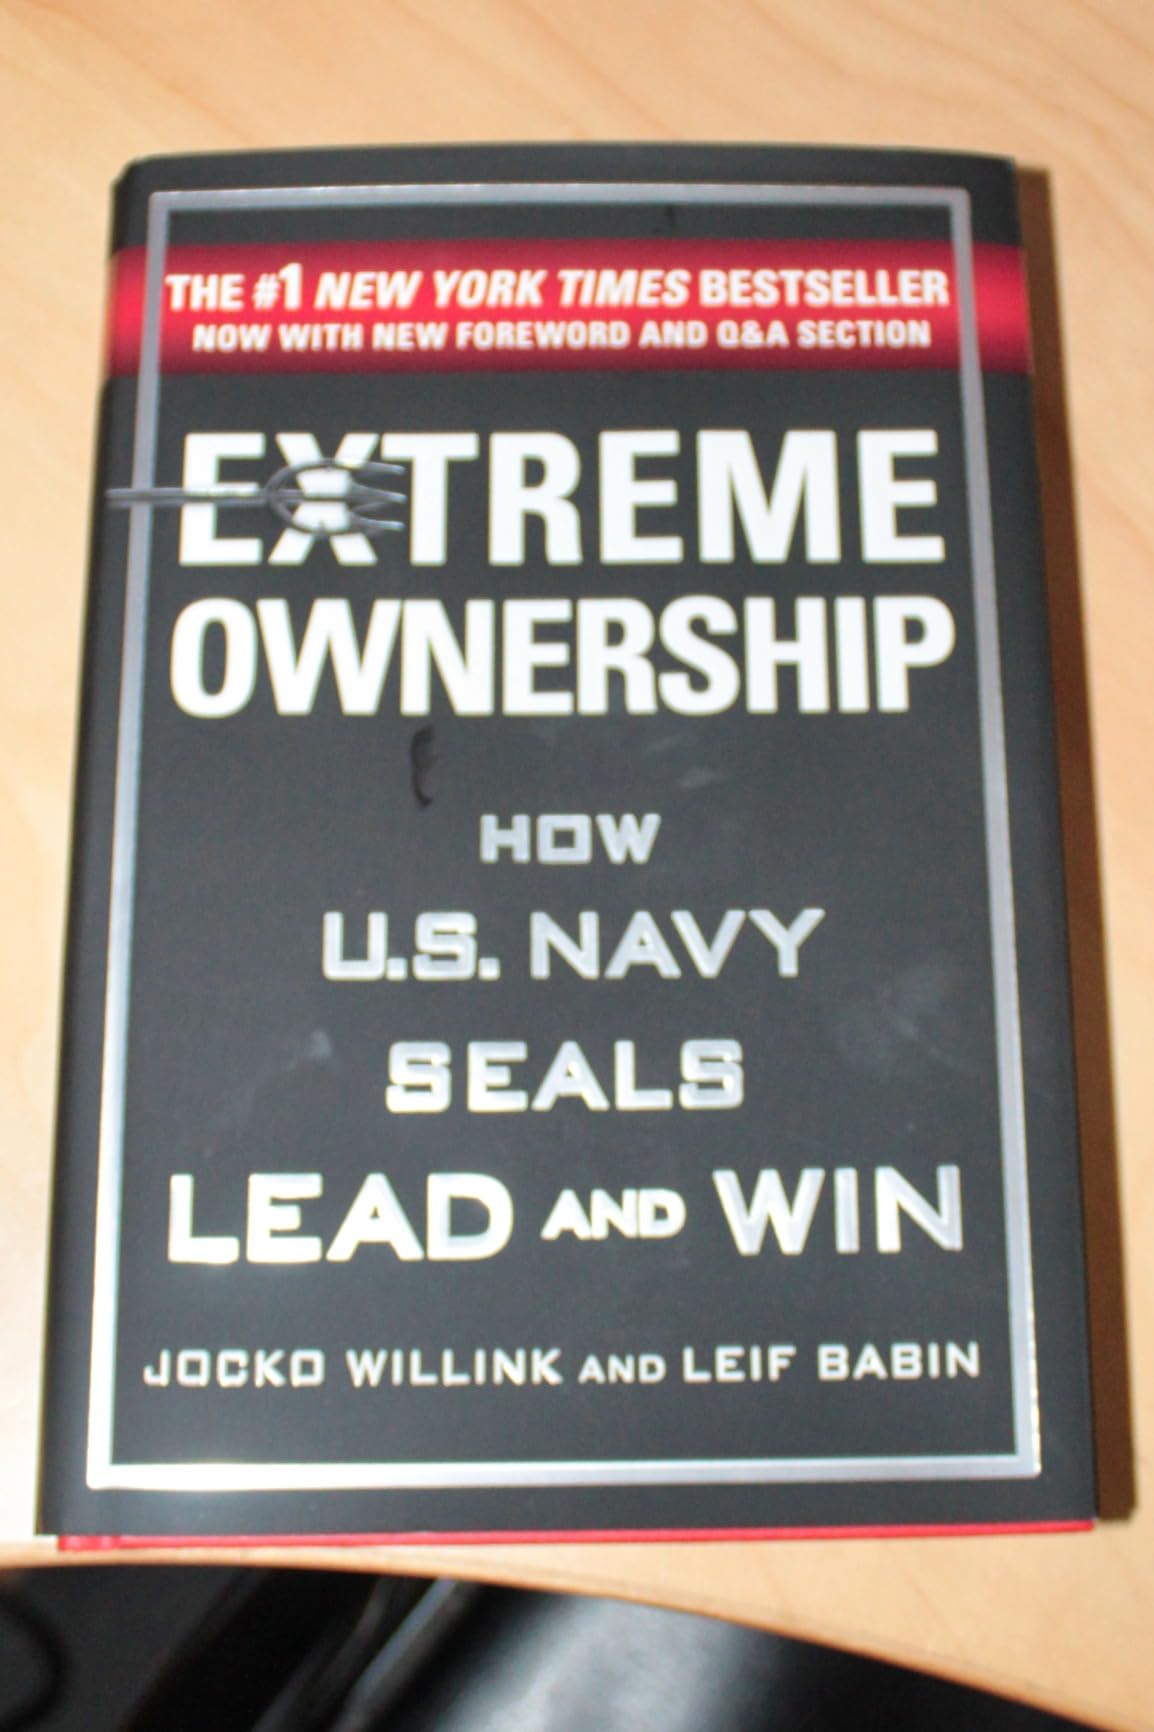 THE #1 NEW YORK TIMES BESTSELLER
NOW WITH NEW FOREWORD AND Q&A SECTION
EXTREME
OWNERSHIP
HOW
U.S. NAVY
SEALS
LEAD AND WIN
JOCKO WILLINK AND LEIF BABIN